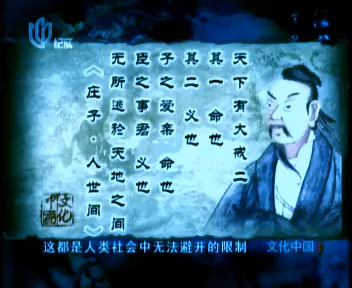 纪实
天下有大戒二
其一 命也
其二 义也
子之爱亲 命也
臣之事君 义也
无所逃於天地之间
《庄子·人世间》
文化中国
这都是人类社会中无法避开的限制
文化中国